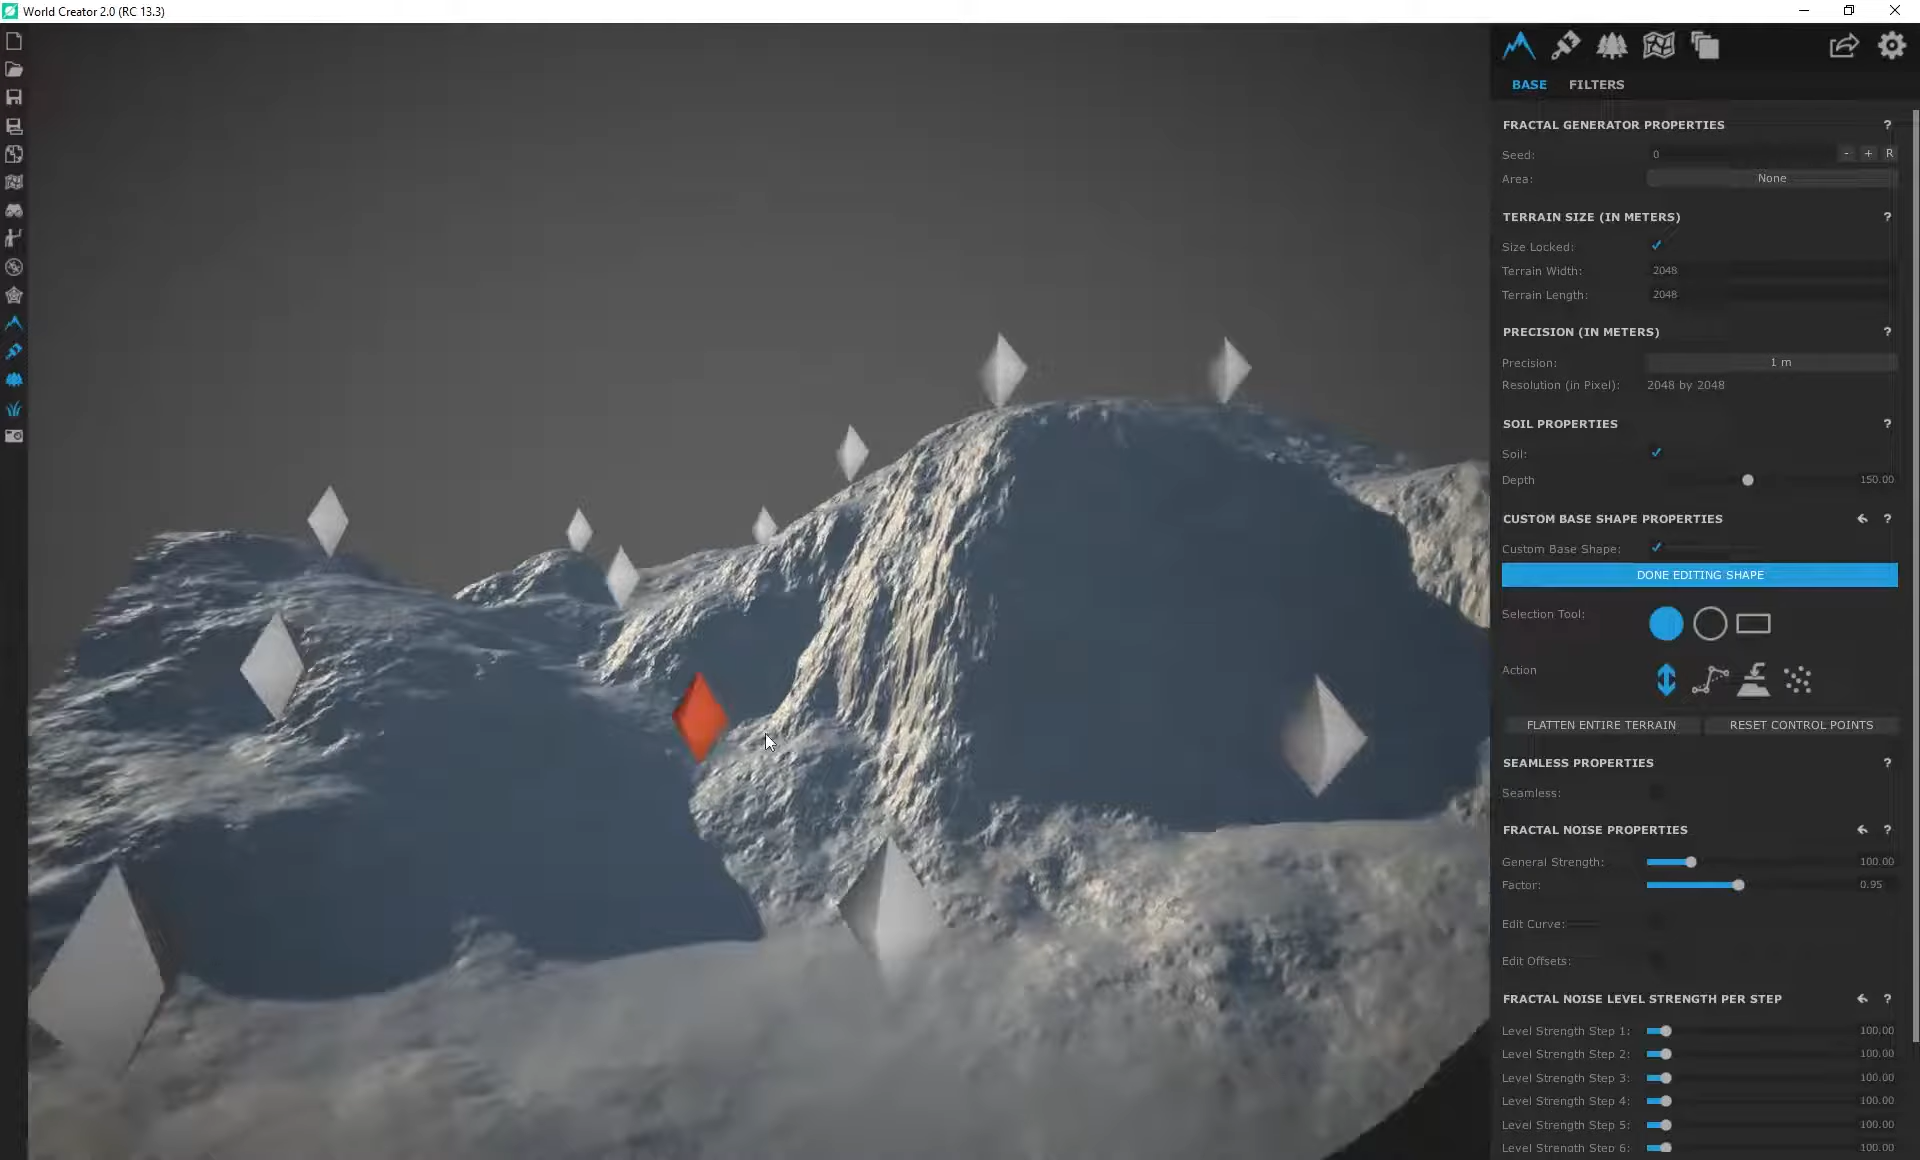 World Creator 2.0 (RC 13.3)
BASE FILTERS
FRACTAL GENERATOR PROPERTIES ?
Seed: 0 - + R
Area: None
TERRAIN SIZE (IN METERS) ?
Size Locked:
Terrain Width: 2048
Terrain Length: 2048
PRECISION (IN METERS) ?
Precision: 1 m
Resolution (in Pixel): 2048 by 2048
SOIL PROPERTIES ?
Soil:
Depth 150.00
CUSTOM BASE SHAPE PROPERTIES ?
Custom Base Shape:
DONE EDITING SHAPE
Selection Tool:
Action
FLATTEN ENTIRE TERRAIN RESET CONTROL POINTS
SEAMLESS PROPERTIES ?
Seamless:
FRACTAL NOISE PROPERTIES ?
General Strength: 100.00
Factor: 0.95
Edit Curve:
Edit Offsets:
FRACTAL NOISE LEVEL STRENGTH PER STEP ?
Level Strength Step 1: 100.00
Level Strength Step 2: 100.00
Level Strength Step 3: 100.00
Level Strength Step 4: 100.00
Level Strength Step 5: 100.00
Level Strength Step 6: 100.00